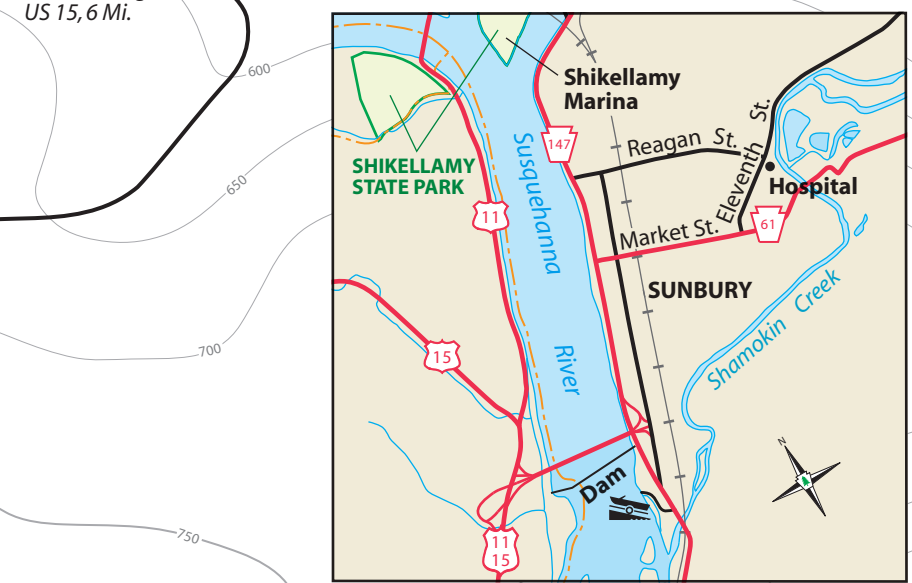 US 15, 6 Mi.
600
650
700
750
Shikellamy
Marina
SHIKELLAMY
STATE PARK
147
Reagan St.
Eleventh St.
Hospital
11
Susquehanna
River
Market St.
61
SUNBURY
Shamokin Creek
15
Dam
N
11
15